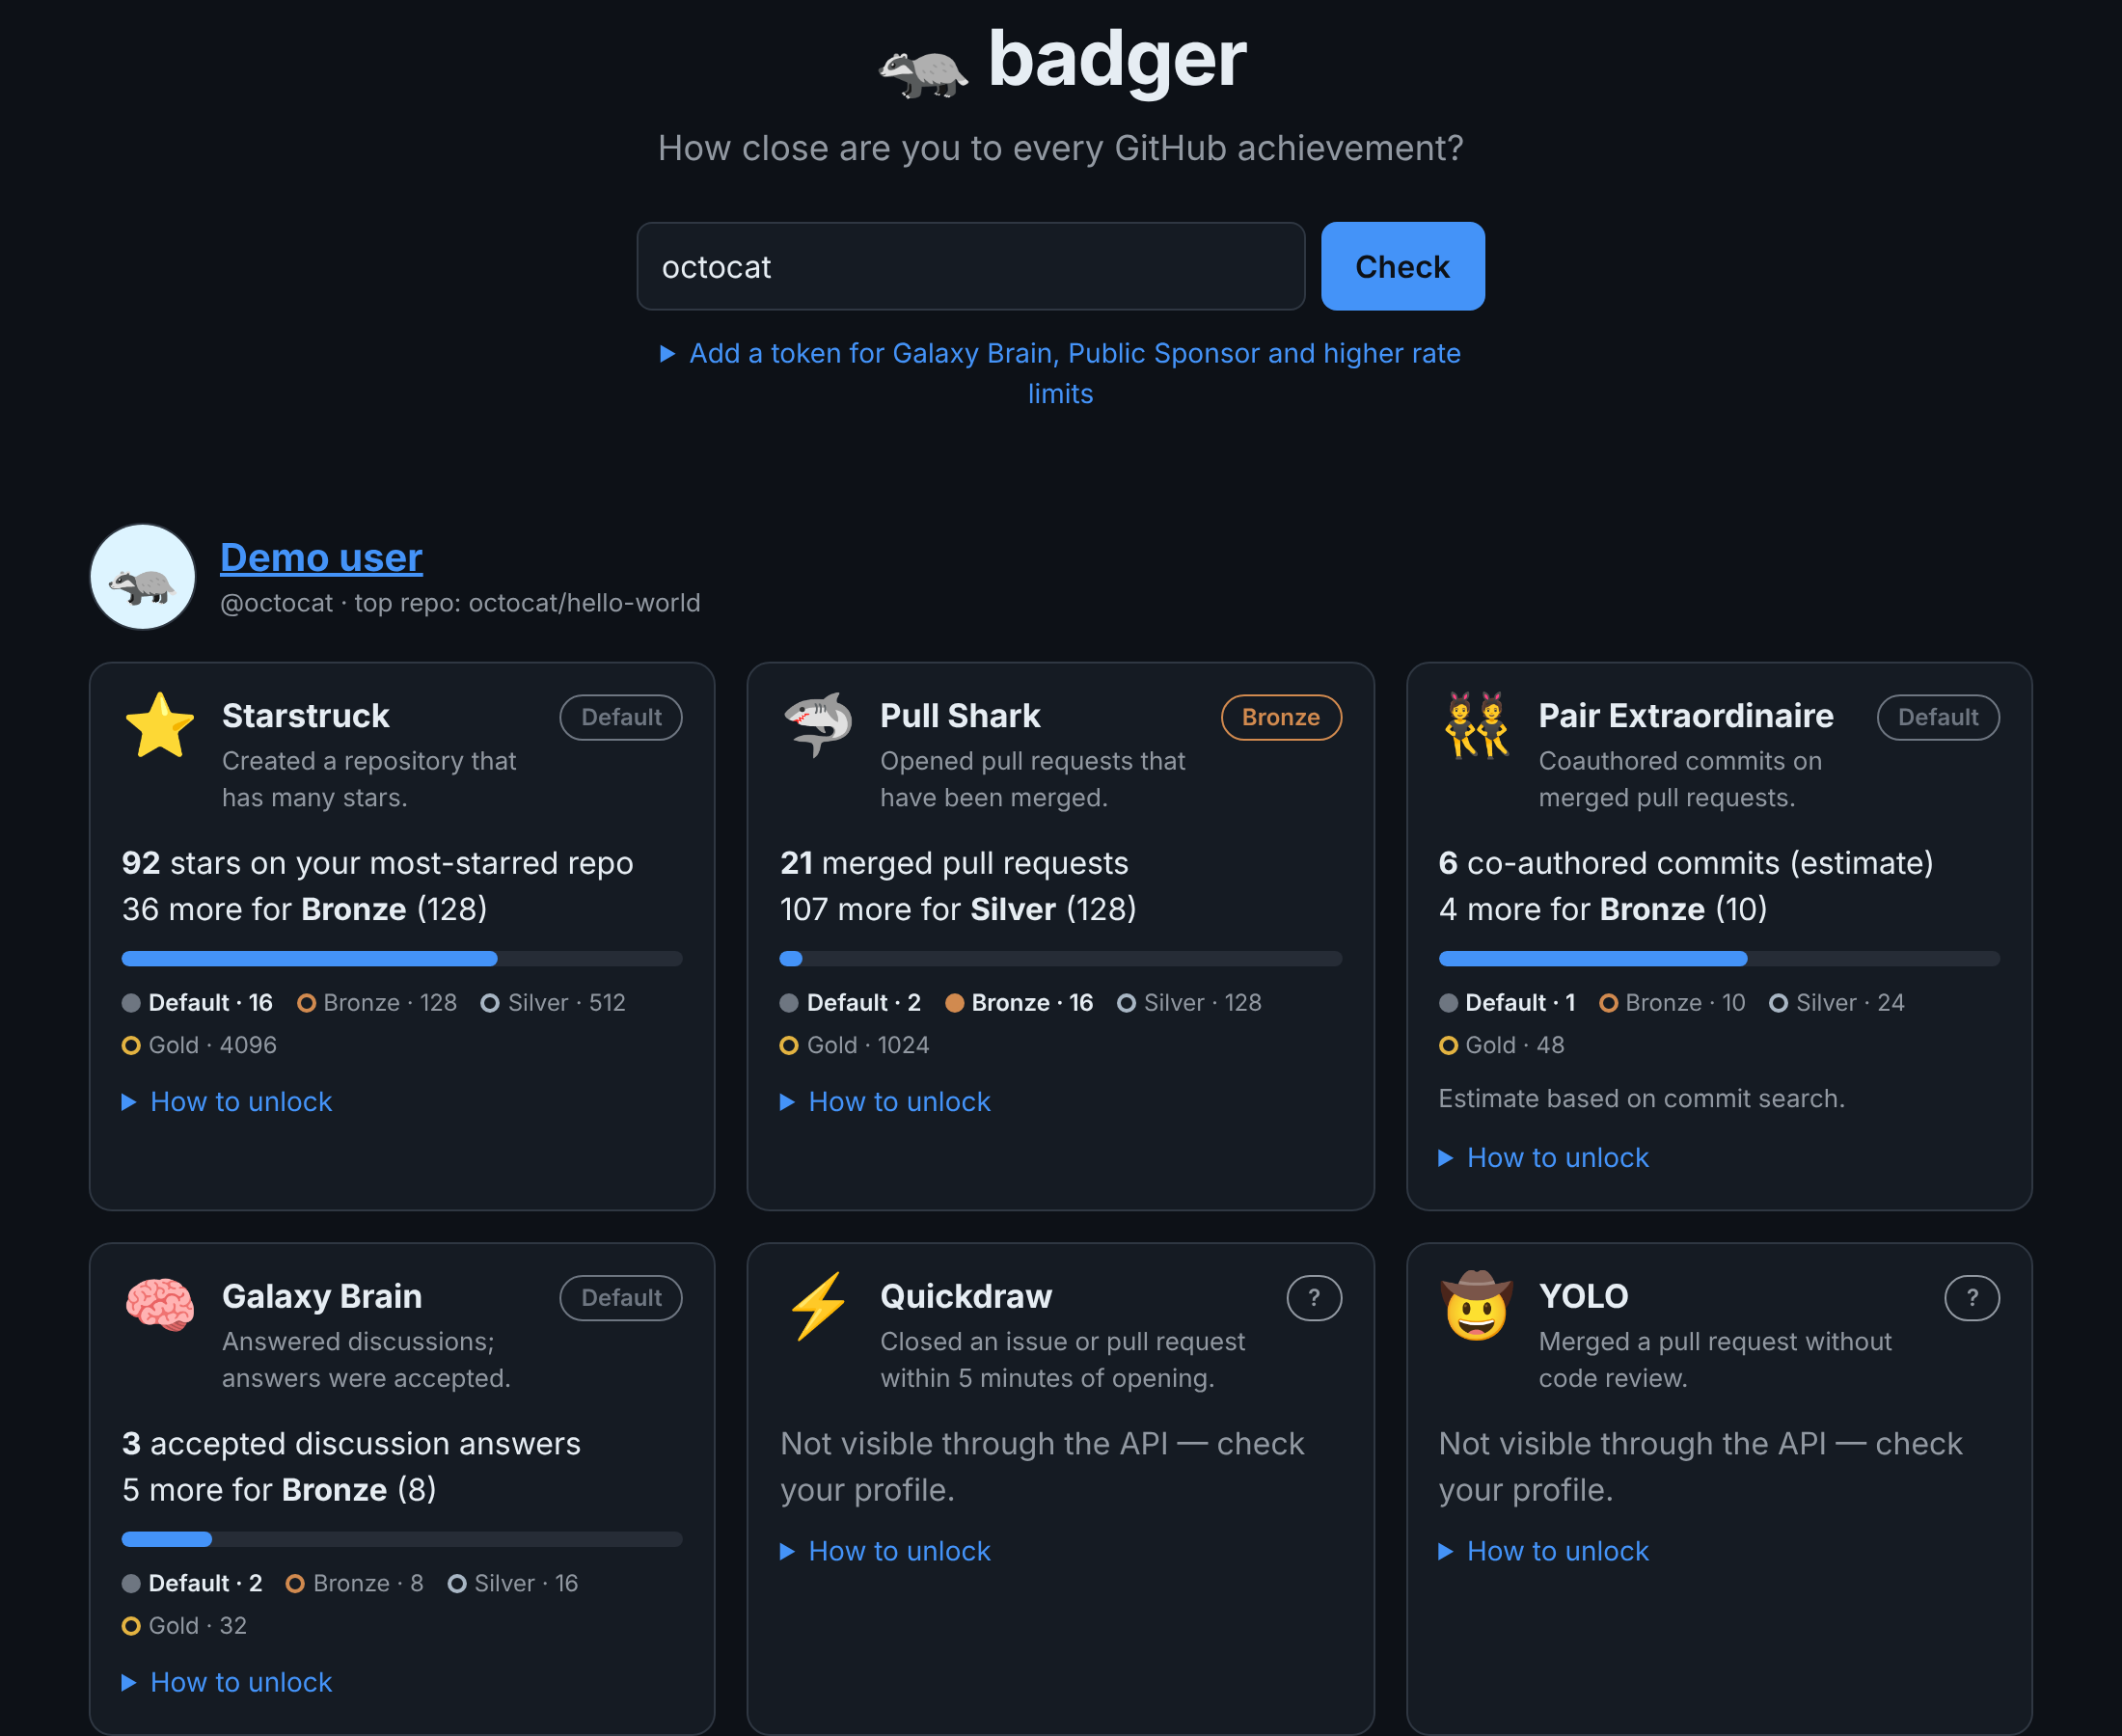 badger
How close are you to every GitHub achievement?
octocat
Check
Add a token for Galaxy Brain, Public Sponsor and higher rate
limits
Demo user
@octocat · top repo: octocat/hello-world
Starstruck
Default
Created a repository that
has many stars.
92 stars on your most-starred repo
36 more for Bronze (128)
Default · 16 Bronze · 128 Silver · 512
Gold · 4096
How to unlock
Pull Shark
Bronze
Opened pull requests that
have been merged.
21 merged pull requests
107 more for Silver (128)
Default · 2 Bronze · 16 Silver · 128
Gold · 1024
How to unlock
Pair Extraordinaire
Default
Coauthored commits on
merged pull requests.
6 co-authored commits (estimate)
4 more for Bronze (10)
Default · 1 Bronze · 10 Silver · 24
Gold · 48
Estimate based on commit search.
How to unlock
Galaxy Brain
Default
Answered discussions;
answers were accepted.
3 accepted discussion answers
5 more for Bronze (8)
Default · 2 Bronze · 8 Silver · 16
Gold · 32
How to unlock
Quickdraw
?
Closed an issue or pull request
within 5 minutes of opening.
Not visible through the API — check
your profile.
How to unlock
YOLO
?
Merged a pull request without
code review.
Not visible through the API — check
your profile.
How to unlock